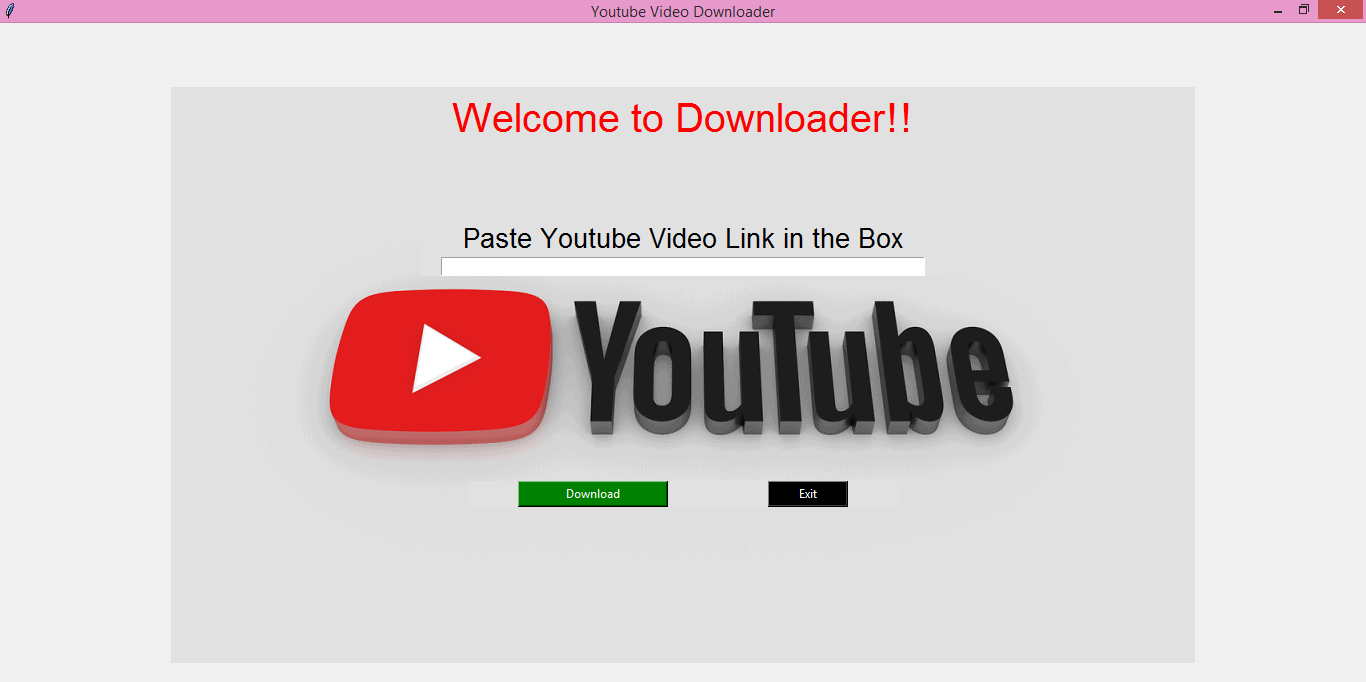 Youtube Video Downloader
Welcome to Downloader!!
Paste Youtube Video Link in the Box
YouTube
Download
Exit